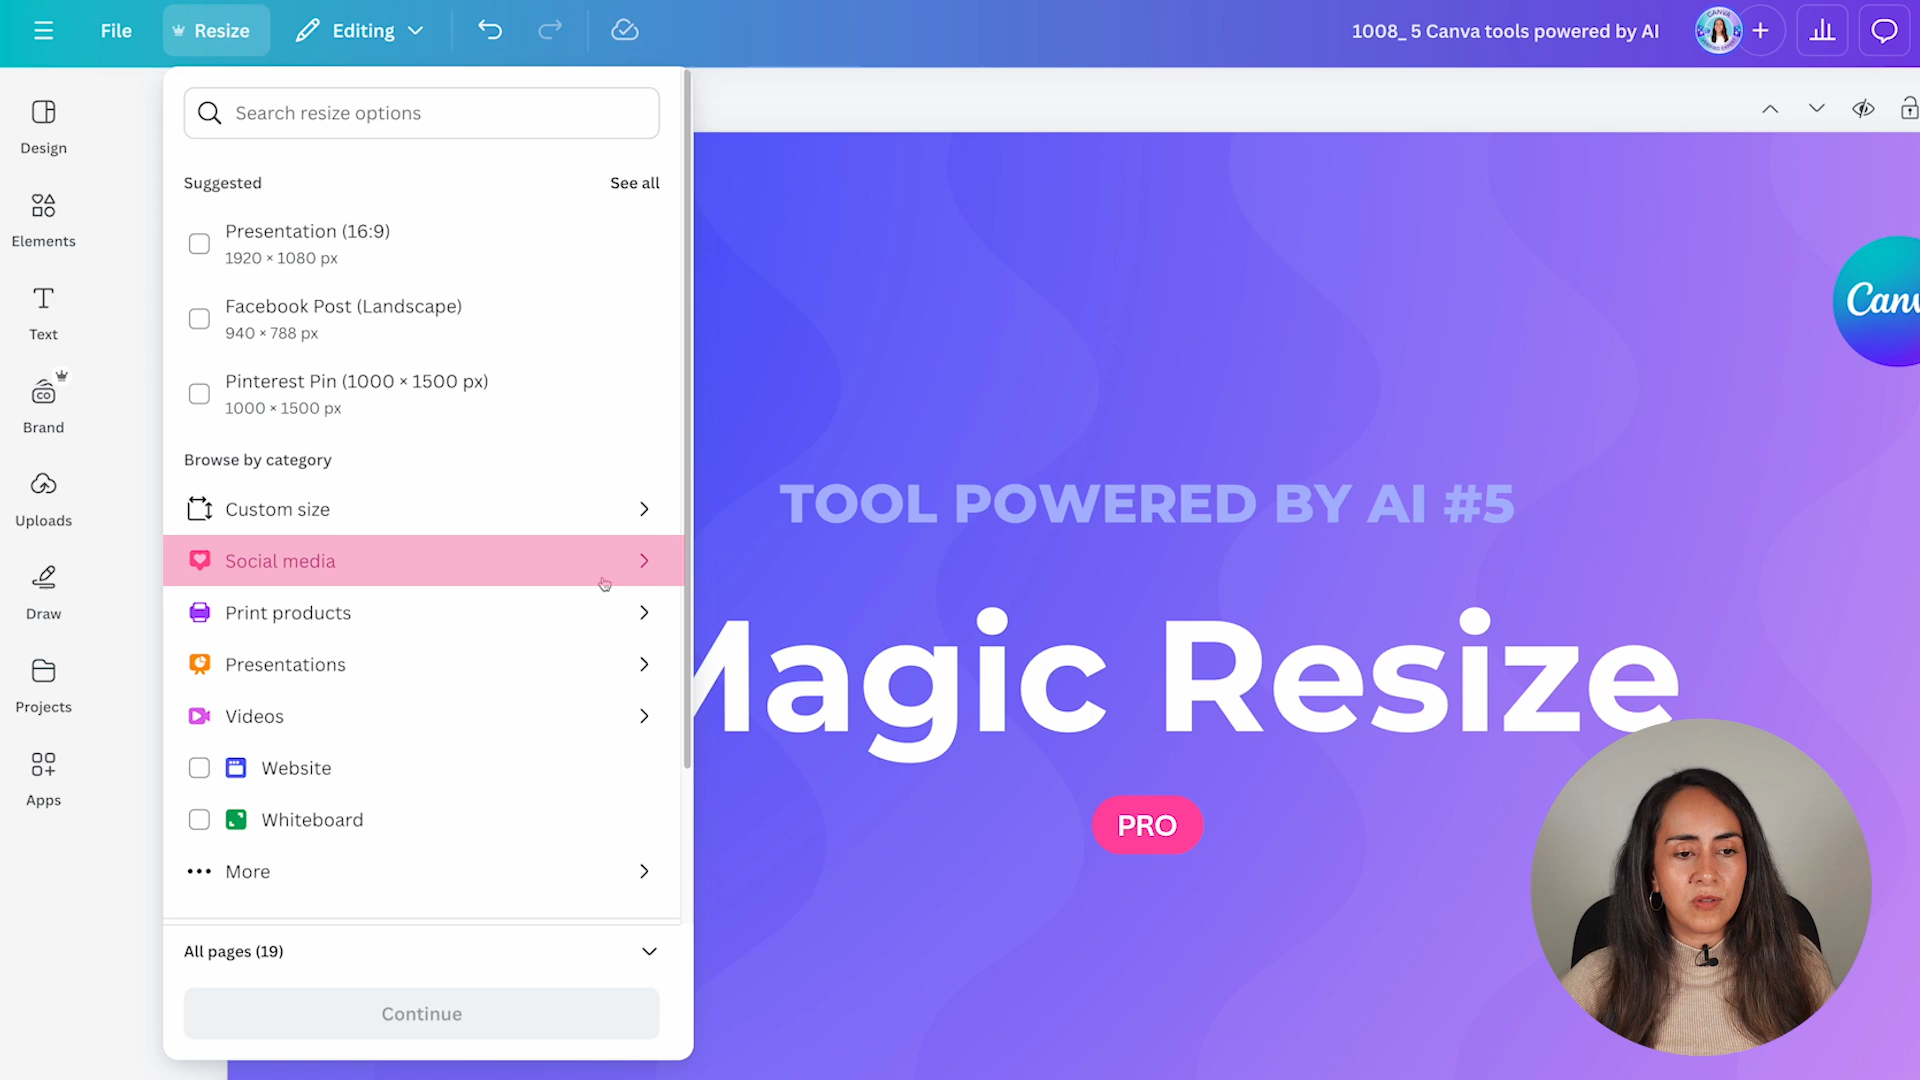 File
Resize
Editing
1008_ 5 Canva tools powered by AI
Design
Elements
Text
Brand
Uploads
Draw
Projects
Apps
Search resize options
Suggested
See all
Presentation (16:9)
1920 × 1080 px
Facebook Post (Landscape)
940 × 788 px
Pinterest Pin (1000 × 1500 px)
1000 × 1500 px
Browse by category
Custom size
Social media
Print products
Presentations
Videos
Website
Whiteboard
More
All pages (19)
Continue
TOOL POWERED BY AI #5
Magic Resize
PRO